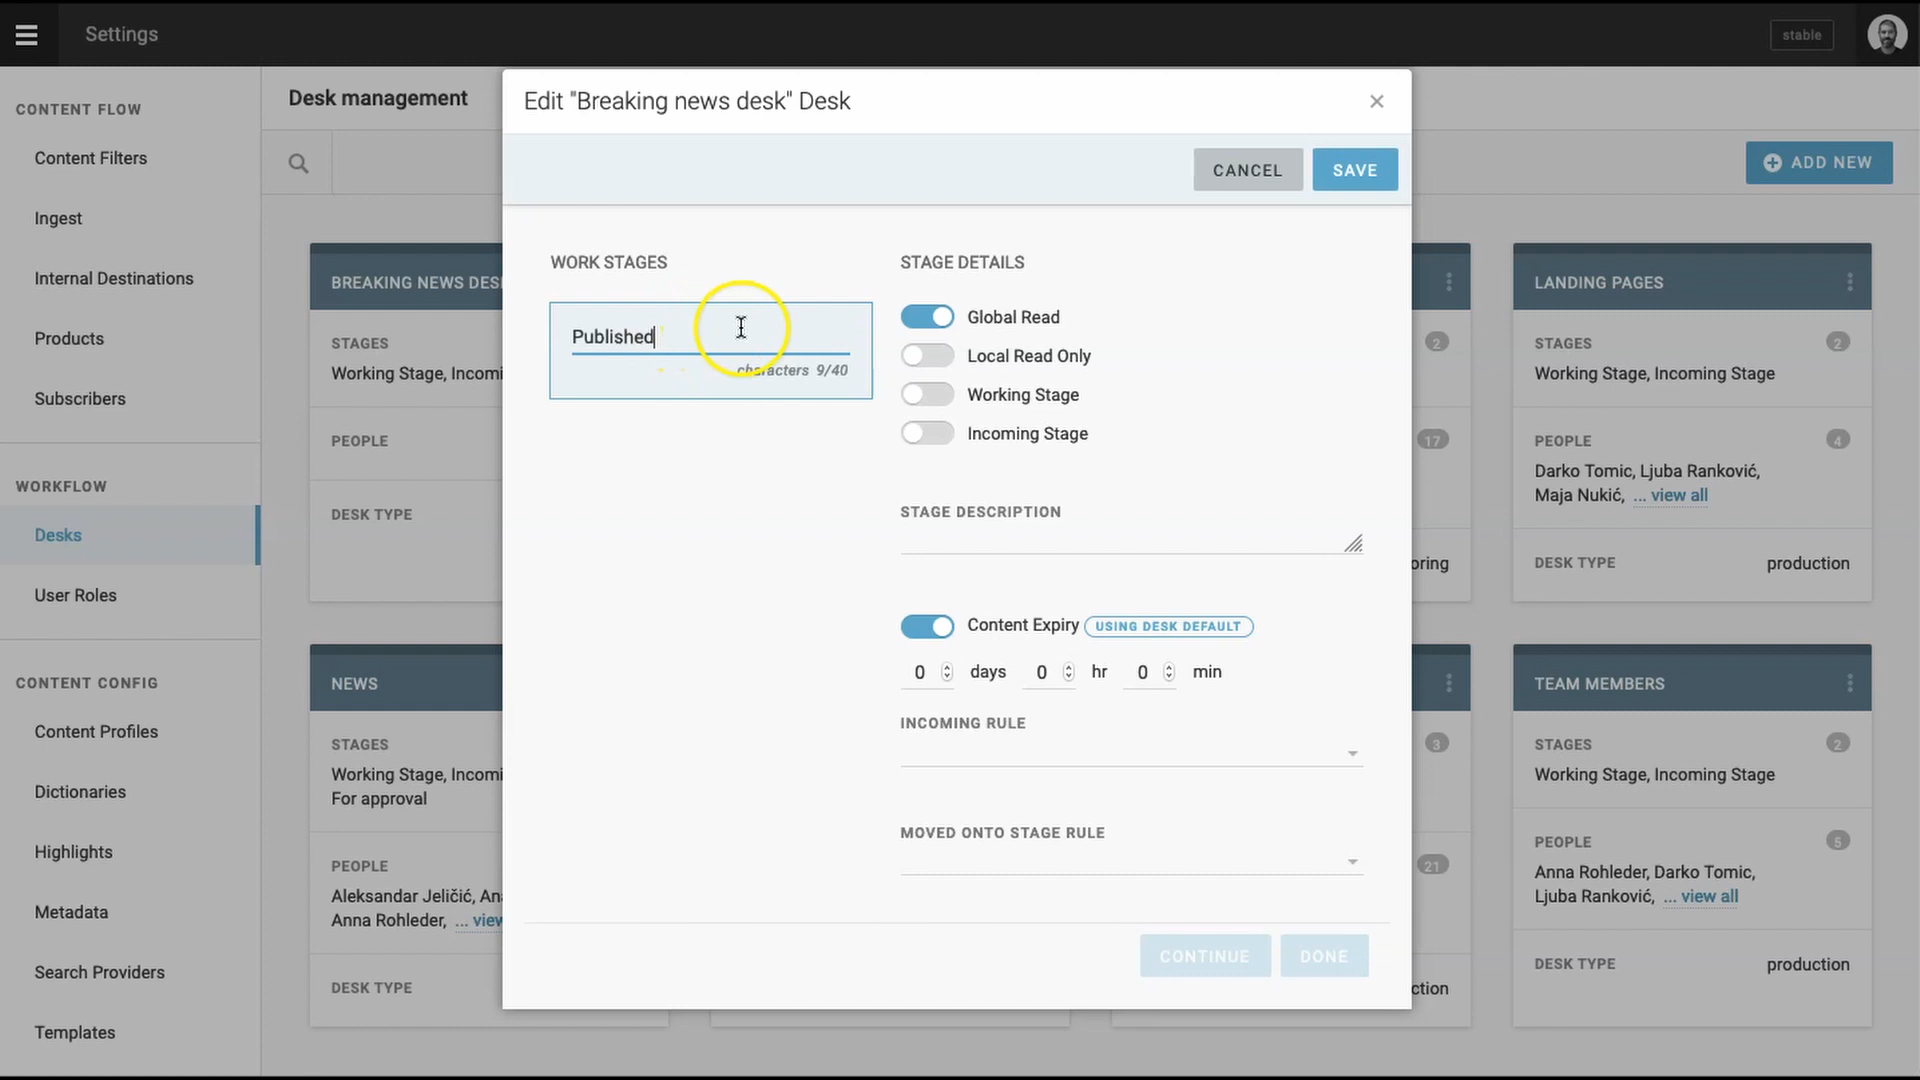 Settings
stable
CONTENT FLOW
Content Filters
Ingest
Internal Destinations
Products
Subscribers
WORKFLOW
Desks
User Roles
CONTENT CONFIG
Content Profiles
Dictionaries
Highlights
Metadata
Search Providers
Templates
Desk management
ADD NEW
BREAKING NEWS DES
STAGES
Working Stage, Incomi
PEOPLE
DESK TYPE
NEWS
STAGES
Working Stage, Incomi
For approval
PEOPLE
Aleksandar Jeličić, An
Anna Rohleder, ... view
DESK TYPE
Edit "Breaking news desk" Desk
×
CANCEL
SAVE
WORK STAGES
Published
characters 9/40
STAGE DETAILS
Global Read
Local Read Only
Working Stage
Incoming Stage
STAGE DESCRIPTION
Content Expiry USING DESK DEFAULT
0 days 0 hr 0 min
INCOMING RULE
MOVED ONTO STAGE RULE
CONTINUE
DONE
2
17
oring
3
21
ction
LANDING PAGES
STAGES 2
Working Stage, Incoming Stage
PEOPLE 4
Darko Tomic, Ljuba Ranković,
Maja Nukić, ... view all
DESK TYPE production
TEAM MEMBERS
STAGES 2
Working Stage, Incoming Stage
PEOPLE 5
Anna Rohleder, Darko Tomic,
Ljuba Ranković, ... view all
DESK TYPE production